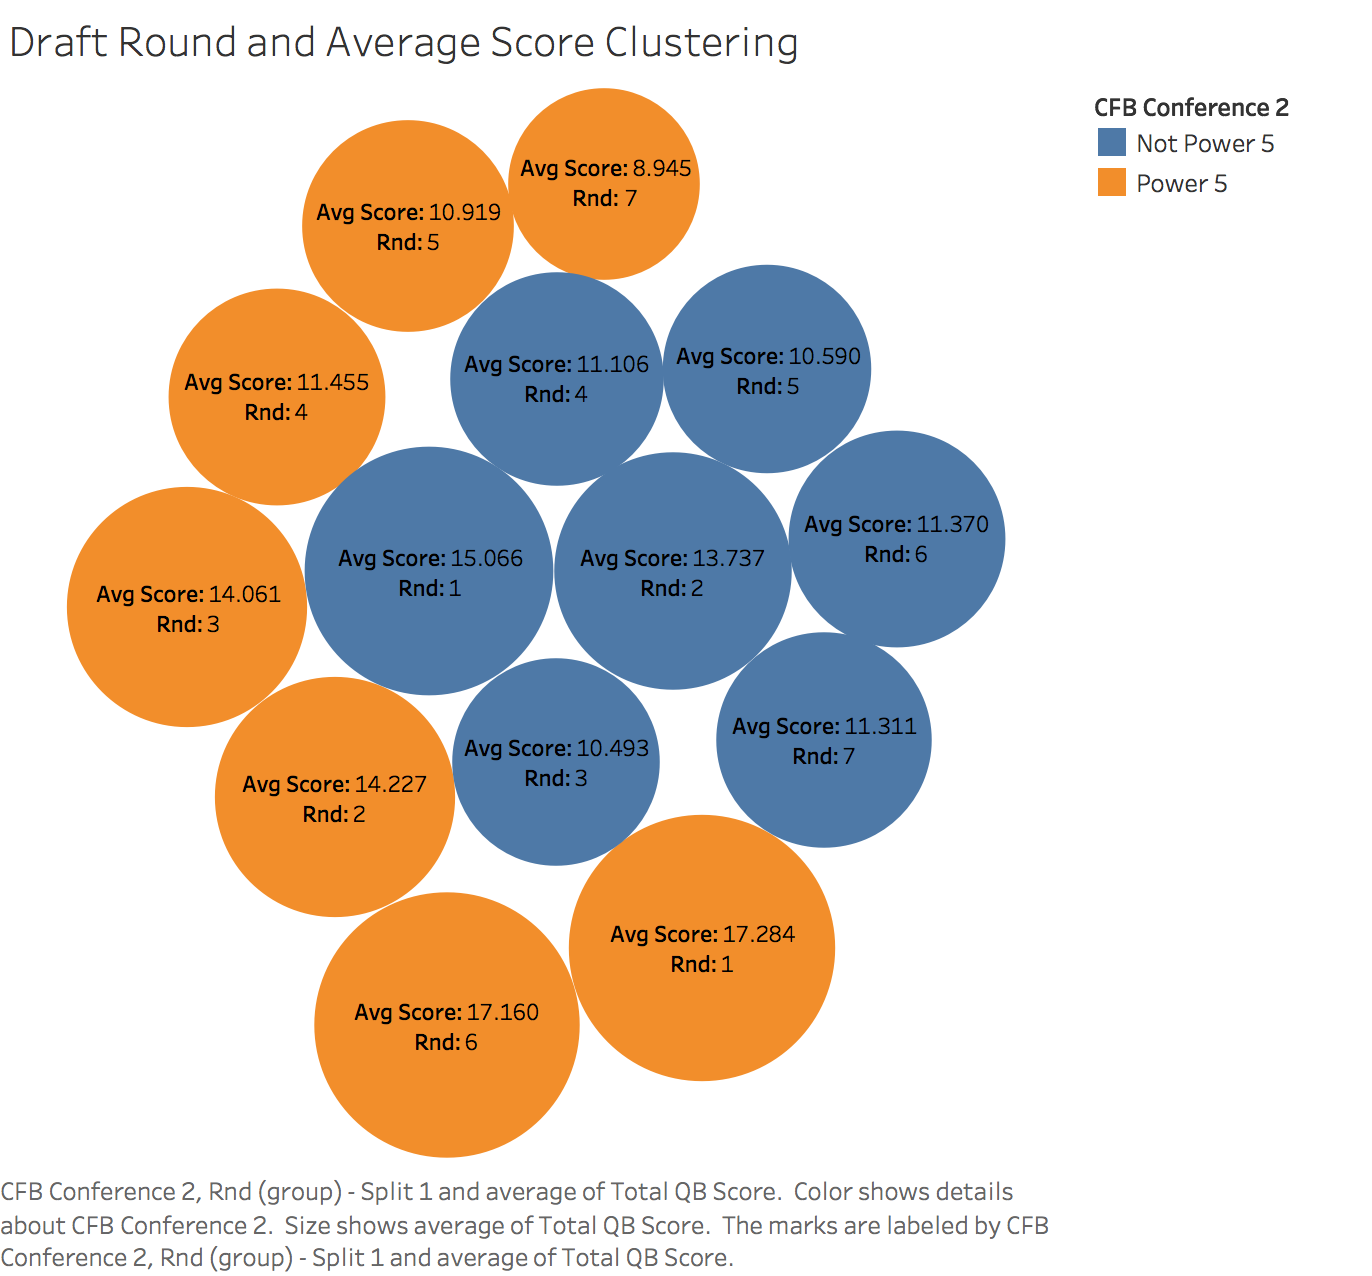 Draft Round and Average Score Clustering
CFB Conference 2
Not Power 5
Power 5
Avg Score: 8.945
Rnd: 7
Avg Score: 10.919
Rnd: 5
Avg Score: 11.106
Rnd: 4
Avg Score: 10.590
Rnd: 5
Avg Score: 11.455
Rnd: 4
Avg Score: 11.370
Rnd: 6
Avg Score: 15.066
Rnd: 1
Avg Score: 13.737
Rnd: 2
Avg Score: 14.061
Rnd: 3
Avg Score: 11.311
Rnd: 7
Avg Score: 10.493
Rnd: 3
Avg Score: 14.227
Rnd: 2
Avg Score: 17.284
Rnd: 1
Avg Score: 17.160
Rnd: 6
CFB Conference 2, Rnd (group) - Split 1 and average of Total QB Score.  Color shows details
about CFB Conference 2.  Size shows average of Total QB Score.  The marks are labeled by CFB
Conference 2, Rnd (group) - Split 1 and average of Total QB Score.